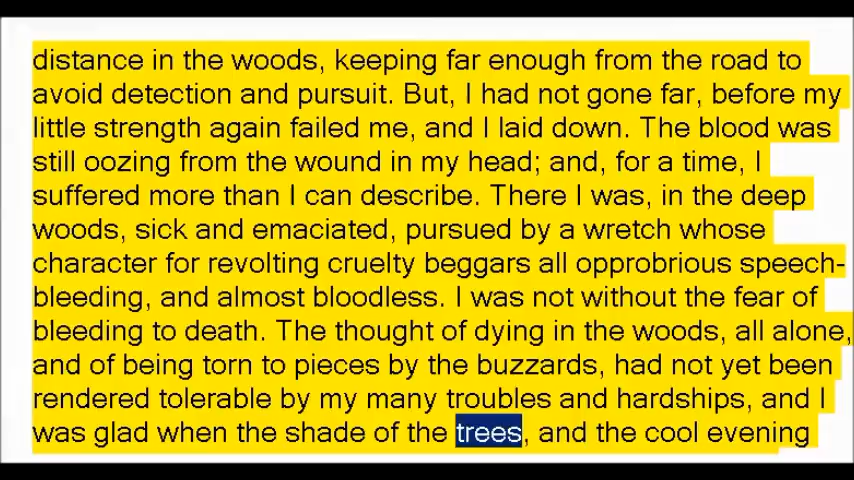 distance in the woods, keeping far enough from the road to
avoid detection and pursuit. But, I had not gone far, before my
little strength again failed me, and I laid down. The blood was
still oozing from the wound in my head; and, for a time, I
suffered more than I can describe. There I was, in the deep
woods, sick and emaciated, pursued by a wretch whose
character for revolting cruelty beggars all opprobrious speech-
bleeding, and almost bloodless. I was not without the fear of
bleeding to death. The thought of dying in the woods, all alone,
and of being torn to pieces by the buzzards, had not yet been
rendered tolerable by my many troubles and hardships, and I
was glad when the shade of the trees, and the cool evening